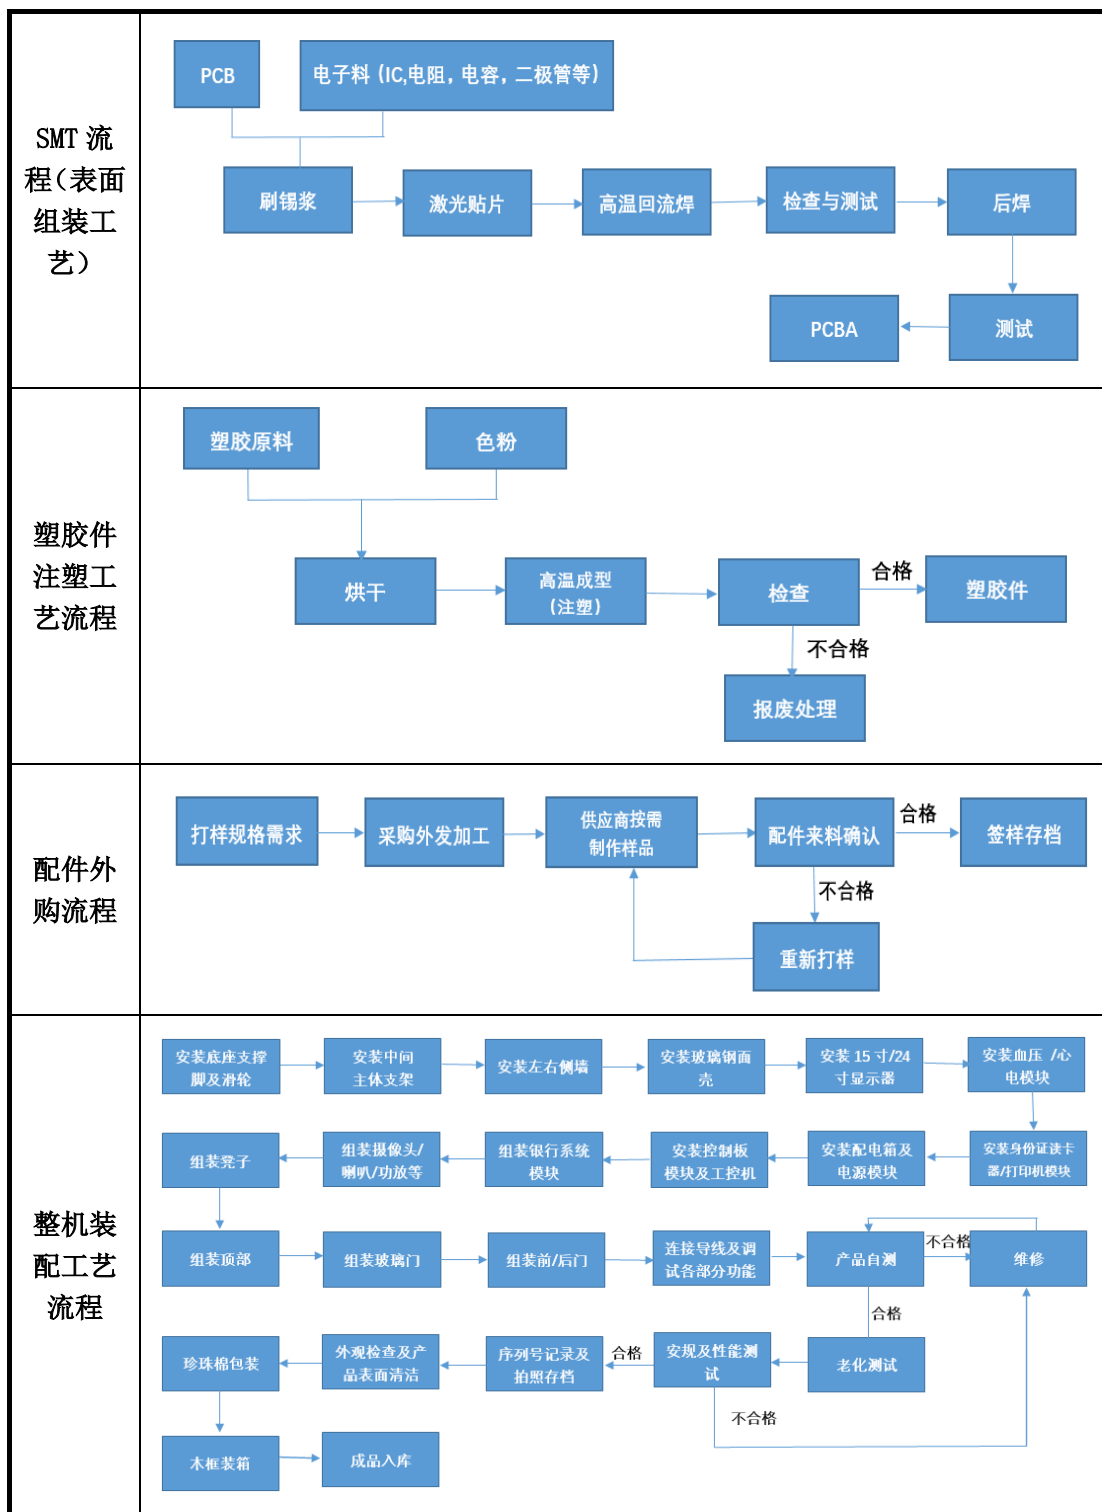 SMT 流
程（表面
组装工
艺）
PCB
电子料（IC,电阻，电容，二极管等）
刷锡浆
激光贴片
高温回流焊
检查与测试
后焊
PCBA
测试
塑胶件
注塑工
艺流程
塑胶原料
色粉
烘干
高温成型
（注塑）
检查
合格
塑胶件
不合格
报废处理
配件外
购流程
打样规格需求
采购外发加工
供应商按需
制作样品
配件来料确认
合格
签样存档
不合格
重新打样
整机装
配工艺
流程
安装底座支撑
脚及滑轮
安装中间
主体支架
安装左右侧墙
安装玻璃钢面
壳
安装 15 寸/24
寸显示器
安装血压 /心
电模块
组装凳子
组装摄像头/
喇叭/功放等
组装银行系统
模块
安装控制板
模块及工控机
安装配电箱及
电源模块
安装身份证读卡
器/打印机模块
组装顶部
组装玻璃门
组装前/后门
连接导线及调
试各部分功能
产品自测
不合格
维修
合格
珍珠棉包装
外观检查及产
品表面清洁
序列号记录及
拍照存档
合格
安规及性能测
试
老化测试
不合格
木框装箱
成品入库